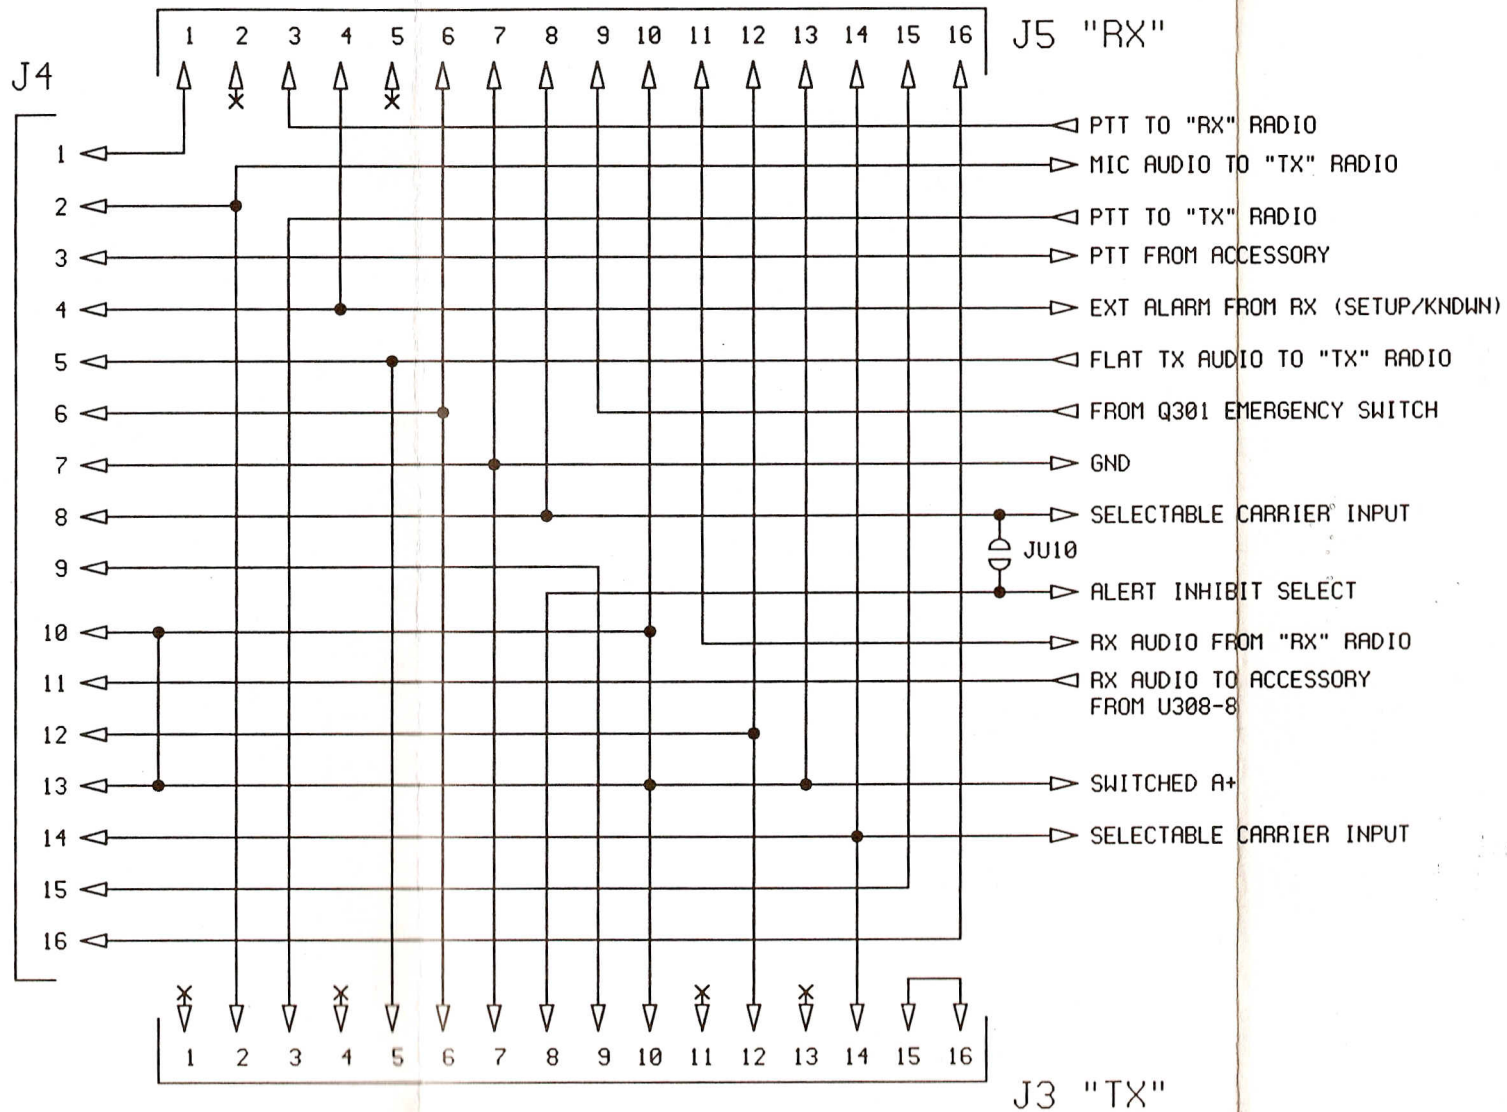 1 2 3 4 5 6 7 8 9 10 11 12 13 14 15 16 J5 "RX"
J4
PTT TO "RX" RADIO
1
MIC AUDIO TO "TX" RADIO
2
PTT TO "TX" RADIO
3 PTT FROM ACCESSORY
4 EXT ALARM FROM RX (SETUP/KNDWN)
5 FLAT TX AUDIO TO "TX" RADIO
6 FROM Q301 EMERGENCY SWITCH
7 GND
8 SELECTABLE CARRIER INPUT
JU10
9
ALERT INHIBIT SELECT
10 RX AUDIO FROM "RX" RADIO
11 RX AUDIO TO ACCESSORY
FROM U308-8
12
13 SWITCHED A+
14 SELECTABLE CARRIER INPUT
15
16
1 2 3 4 5 6 7 8 9 10 11 12 13 14 15 16
J3 "TX"